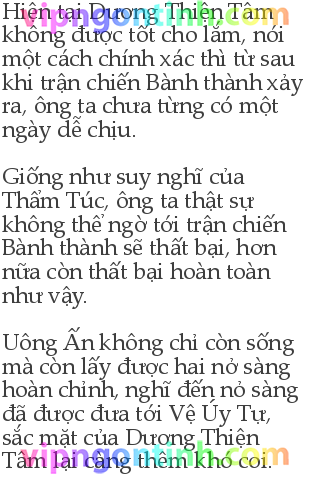 Hiện tại Dương Thiện Tâm
vipngontinh.com
không được tốt cho lắm, nói
một cách chính xác thì từ sau
khi trận chiến Bành thành xảy
ra, ông ta chưa từng có một
ngày dễ chịu.
Giống như suy nghĩ của
Thẩm Túc, ông ta thật sự
không thể ngờ tới trận chiến
Bành thành sẽ thất bại, hơn
nữa còn thất bại hoàn toàn
như vậy.
Uông Ấn không chỉ còn sống
mà còn lấy được hai nở sàng
hoàn chỉnh, nghĩ đến nỏ sàng
đã được đưa tới Vệ Úy Tự,
sắc mặt của Dương Thiện
Tâm lại càng thêm khó coi.
vipngontinh.com